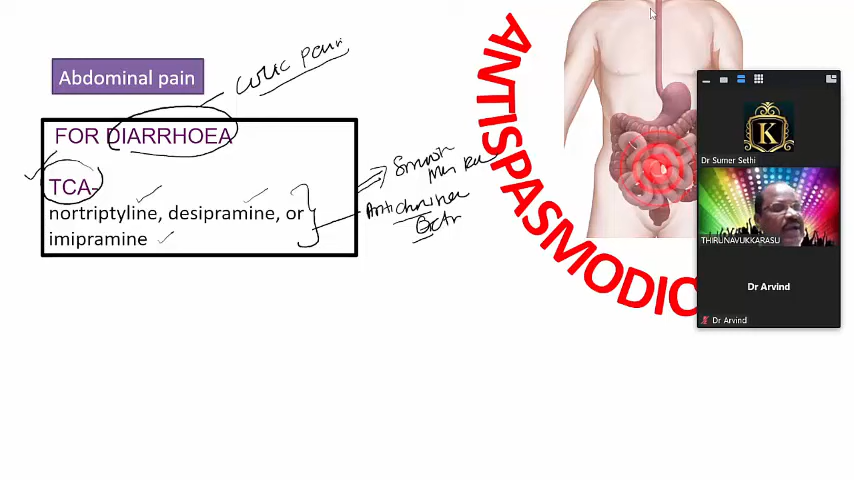 Abdominal pain
colic pain
FOR DIARRHOEA
TCA-
nortriptyline, desipramine, or
imipramine
Smooth
ANTISPASMODIC
K
Dr Sumer Sethi
THIRUNAVUKKARASU
Dr Arvind
Dr Arvind